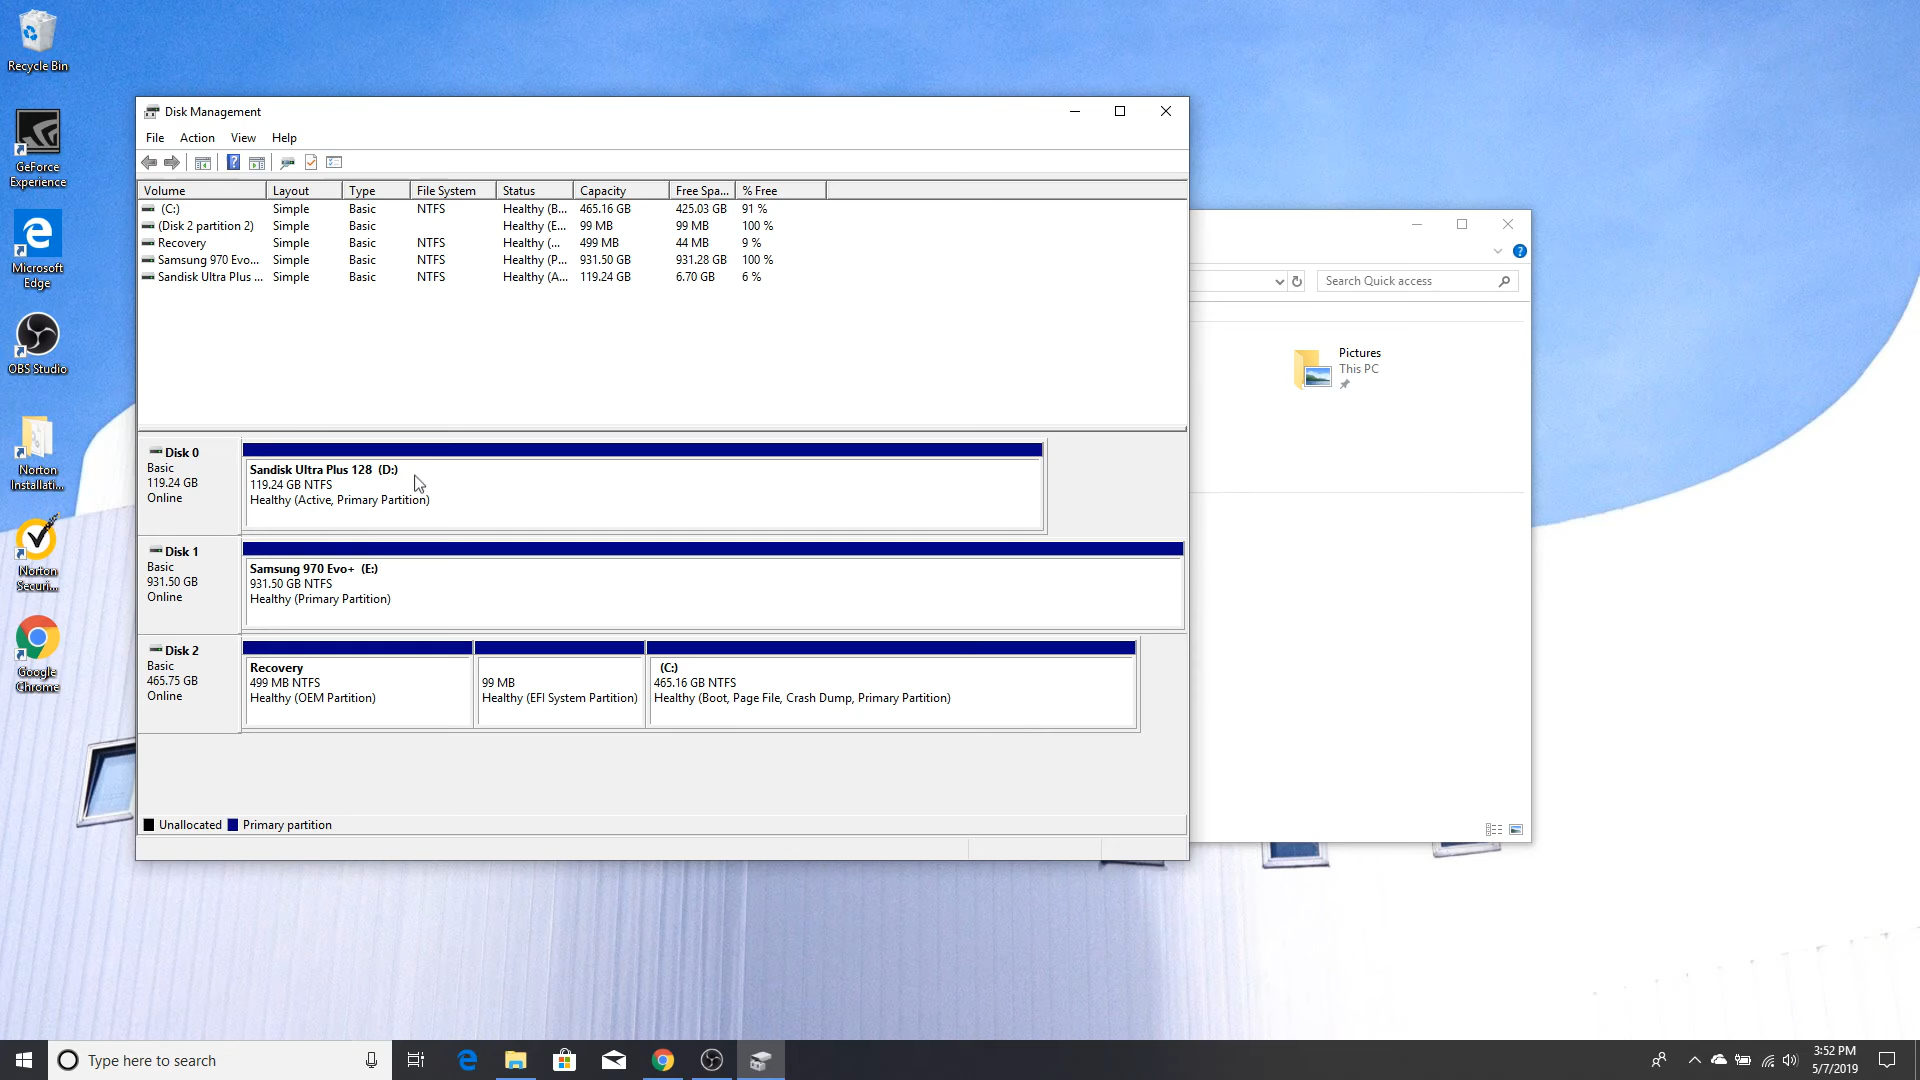 Recycle Bin
GeForce
Experience
Microsoft
Edge
OBS Studio
Norton
Installati...
Norton
Securi...
Google
Chrome
Disk Management
File Action View Help
Volume Layout Type File System Status Capacity Free Spa... % Free
(C:) Simple Basic NTFS Healthy (B... 465.16 GB 425.03 GB 91 %
(Disk 2 partition 2) Simple Basic Healthy (E... 99 MB 99 MB 100 %
Recovery Simple Basic NTFS Healthy (... 499 MB 44 MB 9 %
Samsung 970 Evo... Simple Basic NTFS Healthy (P... 931.50 GB 931.28 GB 100 %
Sandisk Ultra Plus ... Simple Basic NTFS Healthy (A... 119.24 GB 6.70 GB 6 %
Disk 0
Basic
119.24 GB
Online
Sandisk Ultra Plus 128 (D:)
119.24 GB NTFS
Healthy (Active, Primary Partition)
Disk 1
Basic
931.50 GB
Online
Samsung 970 Evo+ (E:)
931.50 GB NTFS
Healthy (Primary Partition)
Disk 2
Basic
465.75 GB
Online
Recovery
499 MB NTFS
Healthy (OEM Partition)
99 MB
Healthy (EFI System Partition)
(C:)
465.16 GB NTFS
Healthy (Boot, Page File, Crash Dump, Primary Partition)
Unallocated Primary partition
Search Quick access
Pictures
This PC
Type here to search
3:52 PM
5/7/2019